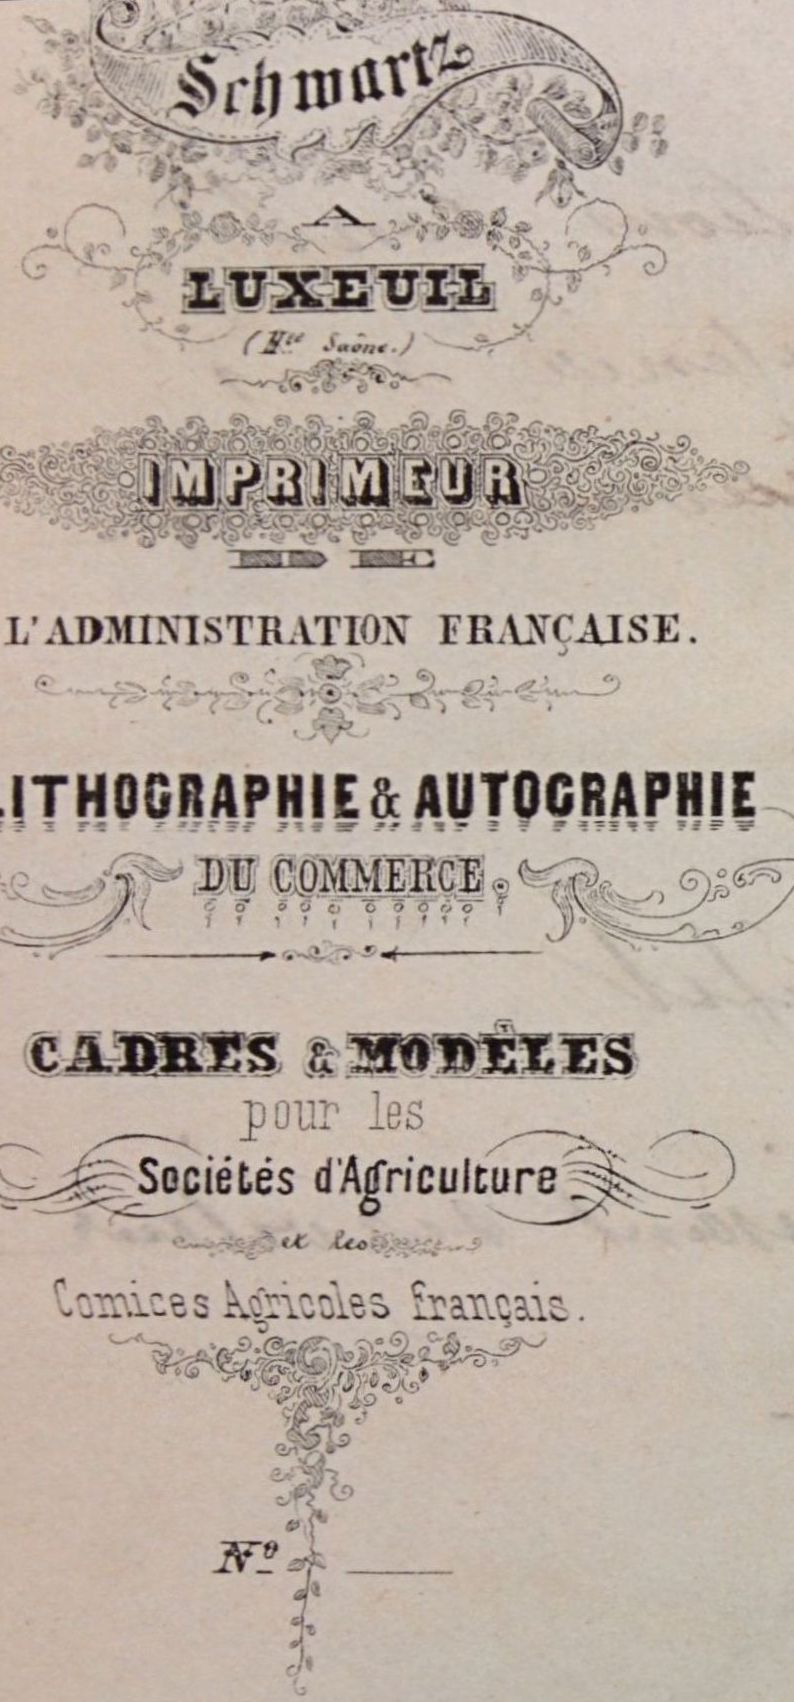 Schwartz
A
LUXEUIL
(Hte Saône.)
IMPRIMEUR
DE
L'ADMINISTRATION FRANÇAISE.
LITHOGRAPHIE & AUTOGRAPHIE
DU COMMERCE.
CADRES & MODÈLES
pour les
Sociétés d'Agriculture
et les
Comices Agricoles français.
No